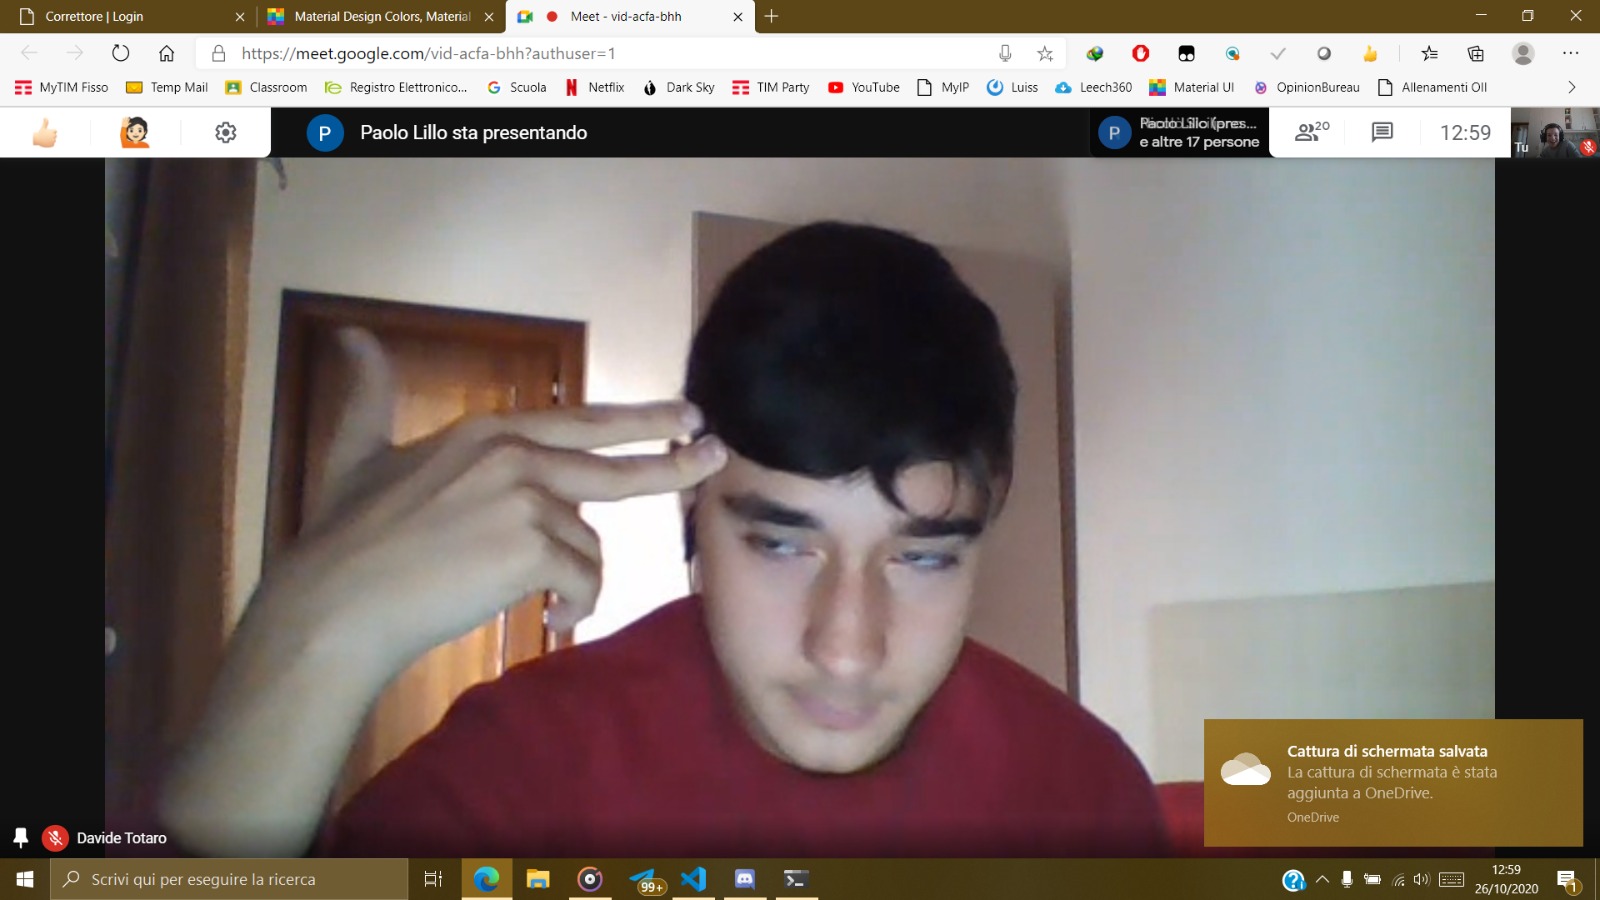 Correttore | Login
Material Design Colors, Material
Meet - vid-acfa-bhh
https://meet.google.com/vid-acfa-bhh?authuser=1
MyTIM Fisso
Temp Mail
Classroom
Registro Elettronico...
Scuola
Netflix
Dark Sky
TIM Party
YouTube
MyIP
Luiss
Leech360
Material UI
OpinionBureau
Allenamenti OII
P
Paolo Lillo sta presentando
P
Paolo Lillo (pres...
e altre 17 persone
20
12:59
Tu
Cattura di schermata salvata
La cattura di schermata è stata
aggiunta a OneDrive.
OneDrive
Davide Totaro
Scrivi qui per eseguire la ricerca
99+
12:59
26/10/2020
1